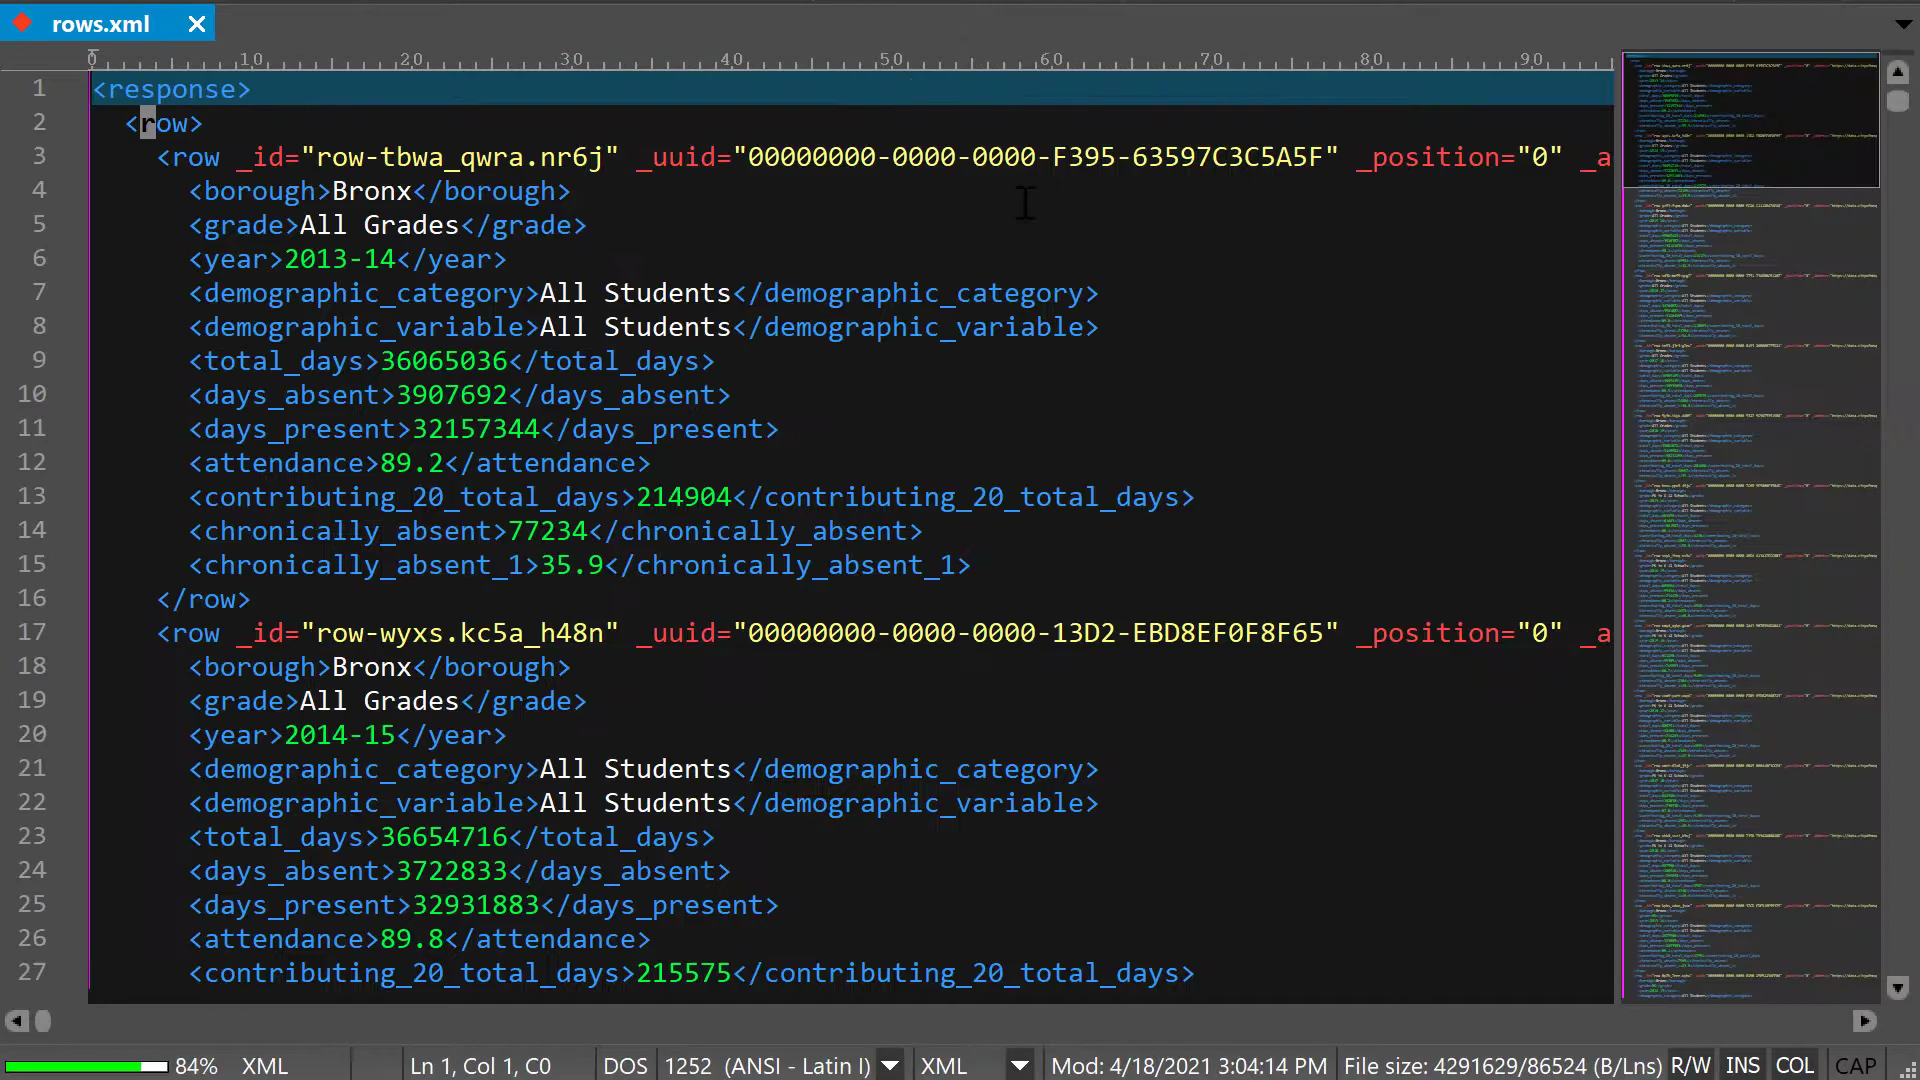 rows.xml
0 10 20 30 40 50 60 70 80 90
1 <response>
2 <row>
3 <row _id="row-tbwa_qwra.nr6j" _uuid="00000000-0000-0000-F395-63597C3C5A5F" _position="0" _a
4 <borough>Bronx</borough>
5 <grade>All Grades</grade>
6 <year>2013-14</year>
7 <demographic_category>All Students</demographic_category>
8 <demographic_variable>All Students</demographic_variable>
9 <total_days>36065036</total_days>
10 <days_absent>3907692</days_absent>
11 <days_present>32157344</days_present>
12 <attendance>89.2</attendance>
13 <contributing_20_total_days>214904</contributing_20_total_days>
14 <chronically_absent>77234</chronically_absent>
15 <chronically_absent_1>35.9</chronically_absent_1>
16 </row>
17 <row _id="row-wyxs.kc5a_h48n" _uuid="00000000-0000-0000-13D2-EBD8EF0F8F65" _position="0" _a
18 <borough>Bronx</borough>
19 <grade>All Grades</grade>
20 <year>2014-15</year>
21 <demographic_category>All Students</demographic_category>
22 <demographic_variable>All Students</demographic_variable>
23 <total_days>36654716</total_days>
24 <days_absent>3722833</days_absent>
25 <days_present>32931883</days_present>
26 <attendance>89.8</attendance>
27 <contributing_20_total_days>215575</contributing_20_total_days>
84% XML Ln 1, Col 1, C0 DOS 1252 (ANSI - Latin I) XML Mod: 4/18/2021 3:04:14 PM File size: 4291629/86524 (B/Lns) R/W INS COL CAP